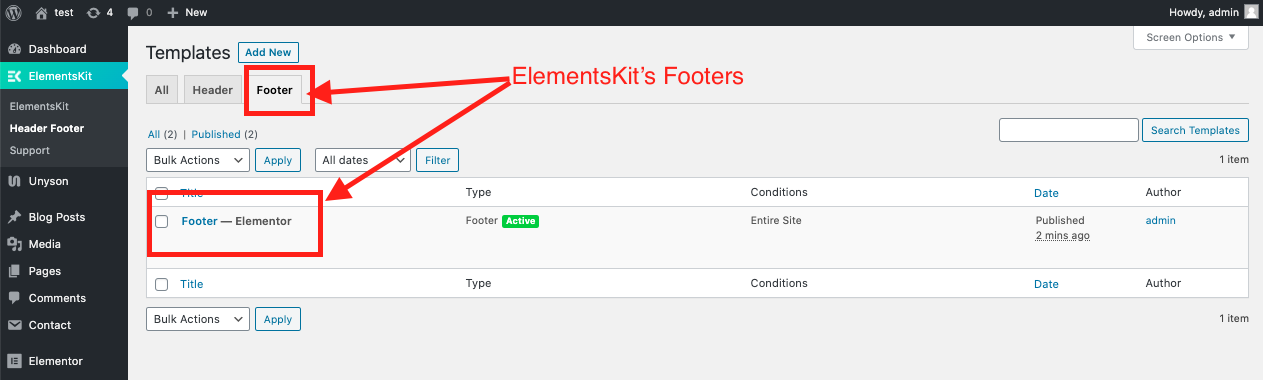 test 4 0 + New Howdy, admin
Screen Options ▼
Dashboard
ElementsKit
ElementsKit
Header Footer
Support
Unyson
Blog Posts
Media
Pages
Comments
Contact
Elementor
Templates Add New
All Header Footer
ElementsKit’s Footers
All (2) | Published (2)
Search Templates
Bulk Actions Apply All dates Filter 1 item
Title Type Conditions Date Author
Footer — Elementor Footer Active Entire Site Published admin
2 mins ago
Title Type Conditions Date Author
Bulk Actions Apply 1 item